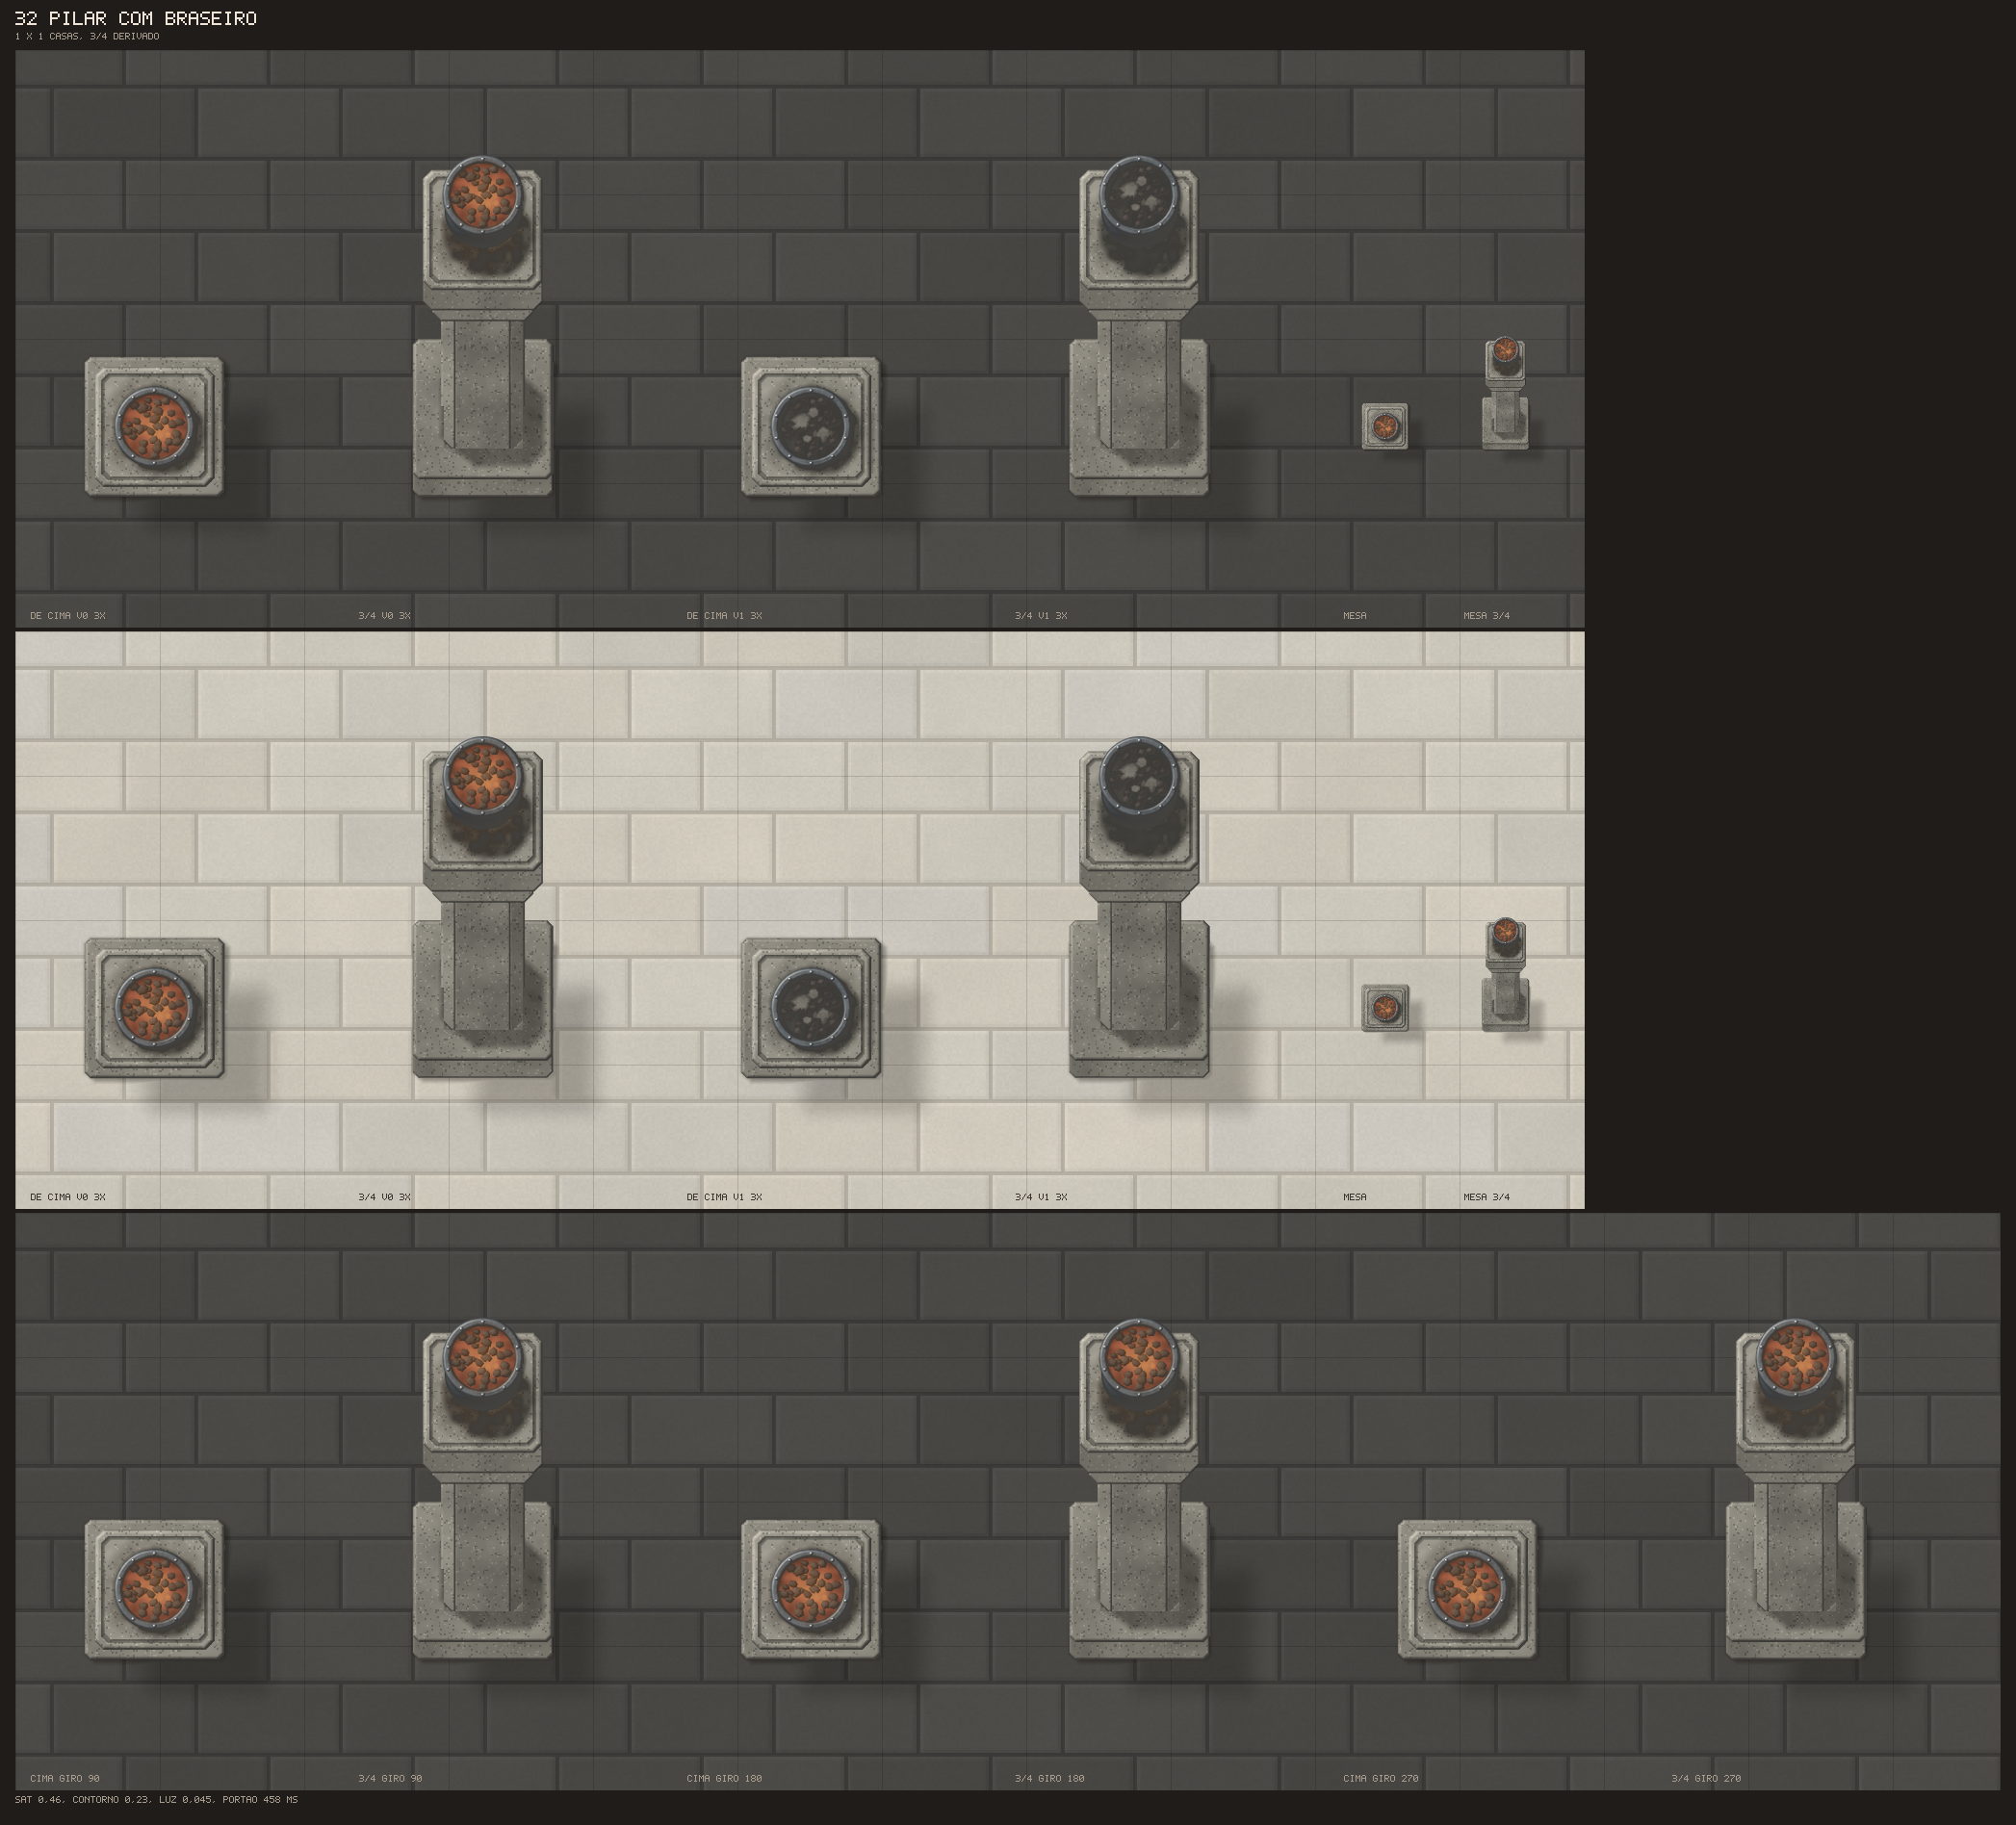 32 PILAR COM BRASEIRO
1 X 1 CASAS, 3/4 DERIVADO
DE CIMA V0 3X
3/4 V0 3X
DE CIMA V1 3X
3/4 V1 3X
MESA
MESA 3/4
DE CIMA V0 3X
3/4 V0 3X
DE CIMA V1 3X
3/4 V1 3X
MESA
MESA 3/4
CIMA GIRO 90
3/4 GIRO 90
CIMA GIRO 180
3/4 GIRO 180
CIMA GIRO 270
3/4 GIRO 270
SAT 0,46, CONTORNO 0,23, LUZ 0,045, PORTAO 458 MS